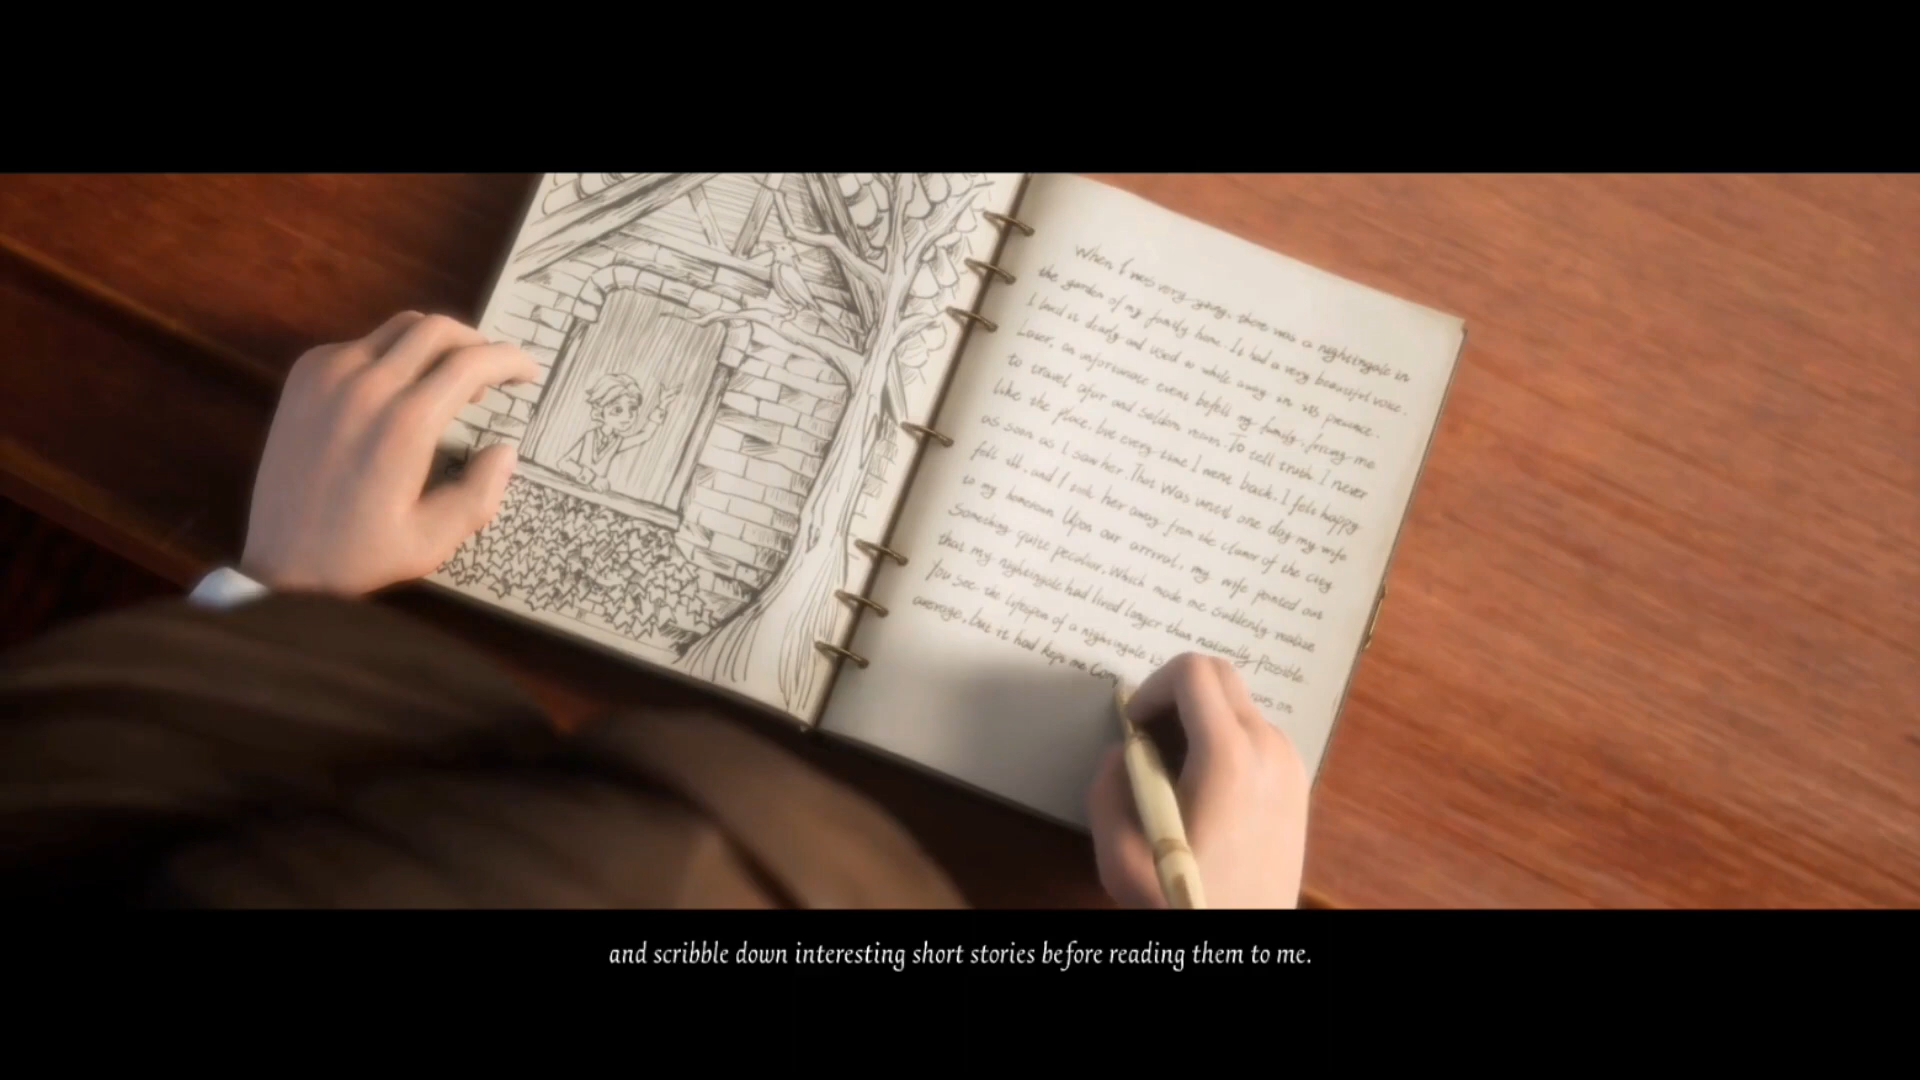 When I was very young, there was a nightingale in
the garden of my family home. It had a very beautiful voice.
I loved it dearly and used to while away in its presence.
Later, an unfortunate event befell my family, forcing me
to travel afar and seldom return. To tell truth I never
like the place, but every time I went back, I felt happy
as soon as I saw her. That was until one day my wife
fell ill, and I took her away from the clamor of the city
to my hometown. Upon our arrival, my wife pointed out
Something quite peculiar. Which made me suddenly realize
that my nightingale had lived longer than naturally possible.
You see, the lifespan of a nightingale is
average, but it had kept me Com
and scribble down interesting short stories before reading them to me.